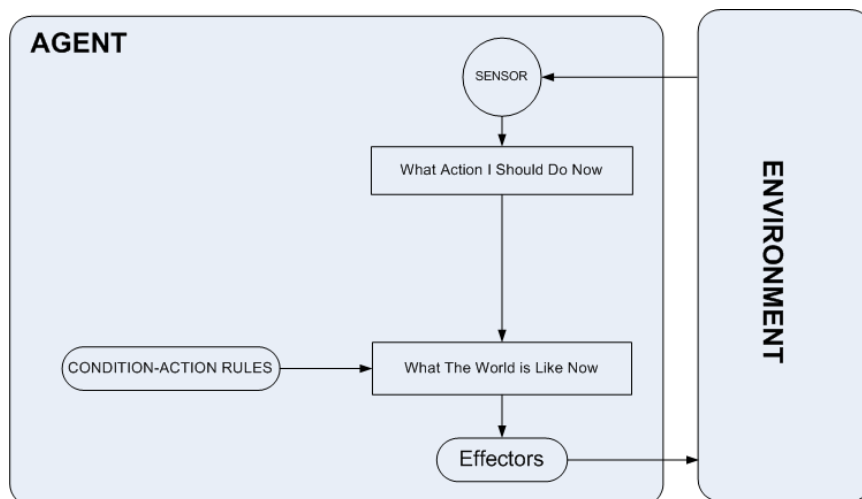 AGENT
SENSOR
What Action I Should Do Now
ENVIRONMENT
CONDITION-ACTION RULES
What The World is Like Now
Effectors